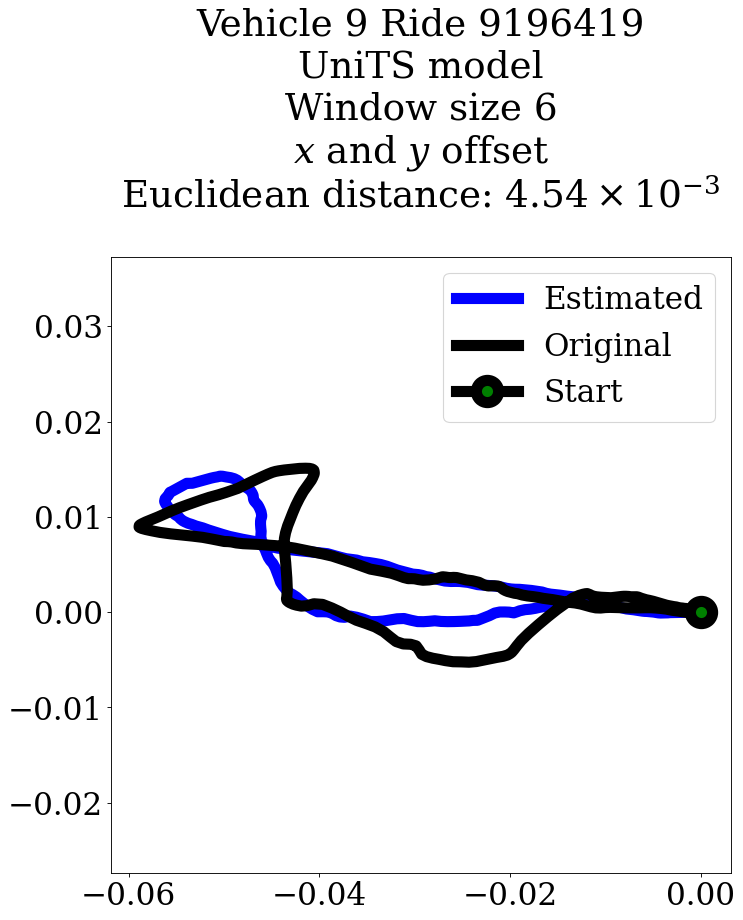 Vehicle 9 Ride 9196419
UniTS model
Window size 6
x and y offset
Euclidean distance: 4.54 × 10⁻³
Estimated
Original
Start
0.03
0.02
0.01
0.00
−0.01
−0.02
−0.06 −0.04 −0.02 0.00